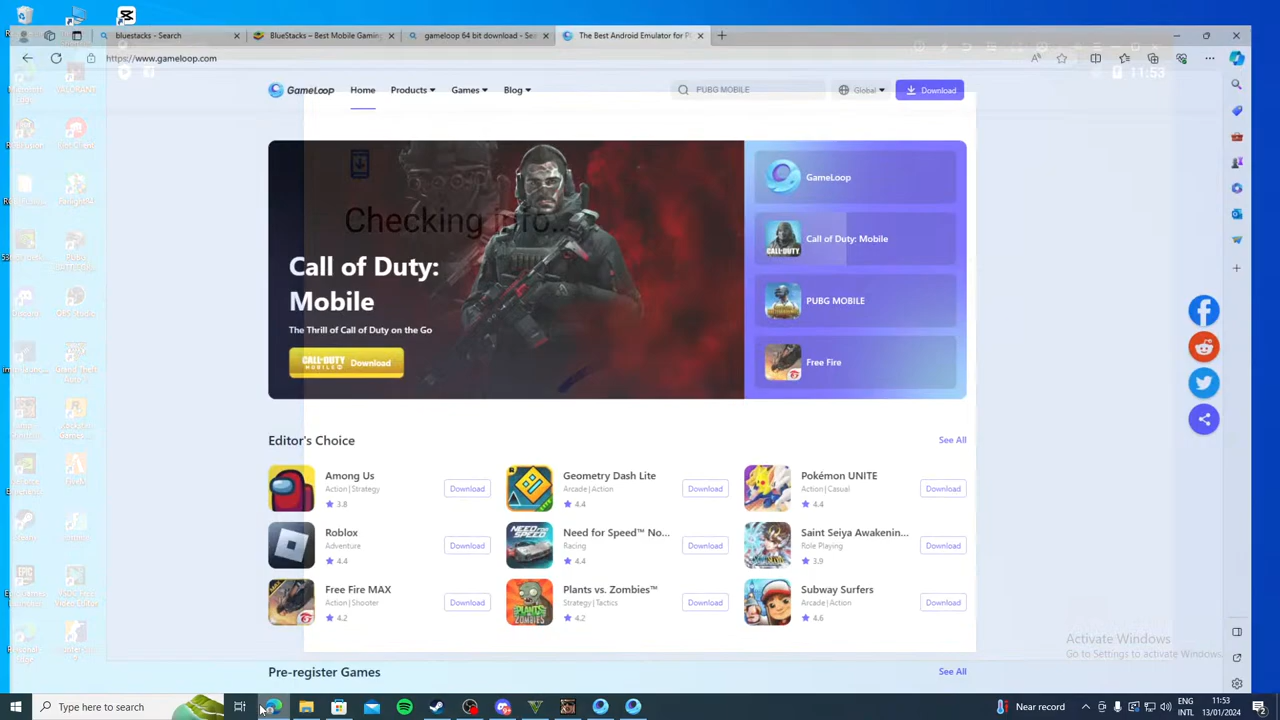 bluestacks - Search
BlueStacks – Best Mobile Gaming
gameloop 64 bit download - Se
The Best Android Emulator for P
https://www.gameloop.com
11:53
GameLoop
Home
Products
Games
Blog
PUBG MOBILE
Global
Download
Checking info...
Call of Duty:
Mobile
The Thrill of Call of Duty on the Go
CALL OF DUTY MOBILE Download
GameLoop
Call of Duty: Mobile
PUBG MOBILE
Free Fire
Editor's Choice
See All
Among Us
Action|Strategy
3.8
Download
Geometry Dash Lite
Arcade|Action
4.4
Download
Pokémon UNITE
Action|Casual
4.4
Download
Roblox
Adventure
4.4
Download
Need for Speed™ No...
Racing
4.4
Download
Saint Seiya Awakenin...
Role Playing
3.9
Download
Free Fire MAX
Action|Shooter
4.2
Download
Plants vs. Zombies™
Strategy|Tactics
4.2
Download
Subway Surfers
Arcade|Action
4.6
Download
Pre-register Games
See All
Activate Windows
Go to Settings to activate Windows.
Type here to search
Near record
ENG
INTL
11:53
13/01/2024